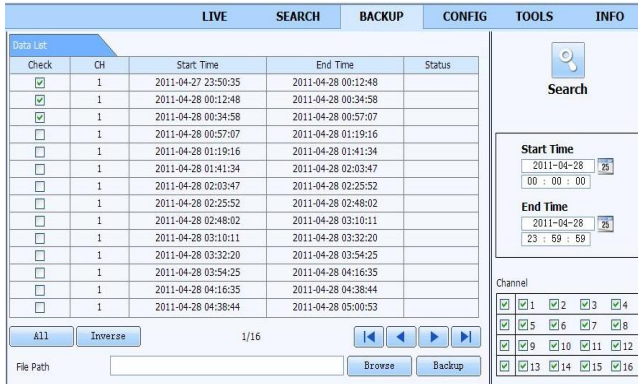 LIVE SEARCH BACKUP CONFIG TOOLS INFO
Data List
Check CH Start Time End Time Status
1 2011-04-27 23:50:35 2011-04-28 00:12:48
1 2011-04-28 00:12:48 2011-04-28 00:34:58
1 2011-04-28 00:34:58 2011-04-28 00:57:07
1 2011-04-28 00:57:07 2011-04-28 01:19:16
1 2011-04-28 01:19:16 2011-04-28 01:41:34
1 2011-04-28 01:41:34 2011-04-28 02:03:47
1 2011-04-28 02:03:47 2011-04-28 02:25:52
1 2011-04-28 02:25:52 2011-04-28 02:48:02
1 2011-04-28 02:48:02 2011-04-28 03:10:11
1 2011-04-28 03:10:11 2011-04-28 03:32:20
1 2011-04-28 03:32:20 2011-04-28 03:54:25
1 2011-04-28 03:54:25 2011-04-28 04:16:35
1 2011-04-28 04:16:35 2011-04-28 04:38:44
1 2011-04-28 04:38:44 2011-04-28 05:00:53
All Inverse 1/16
File Path Browse Backup
Search
Start Time
2011-04-28 25
00 : 00 : 00
End Time
2011-04-28 25
23 : 59 : 59
Channel
1 2 3 4
5 6 7 8
9 10 11 12
13 14 15 16